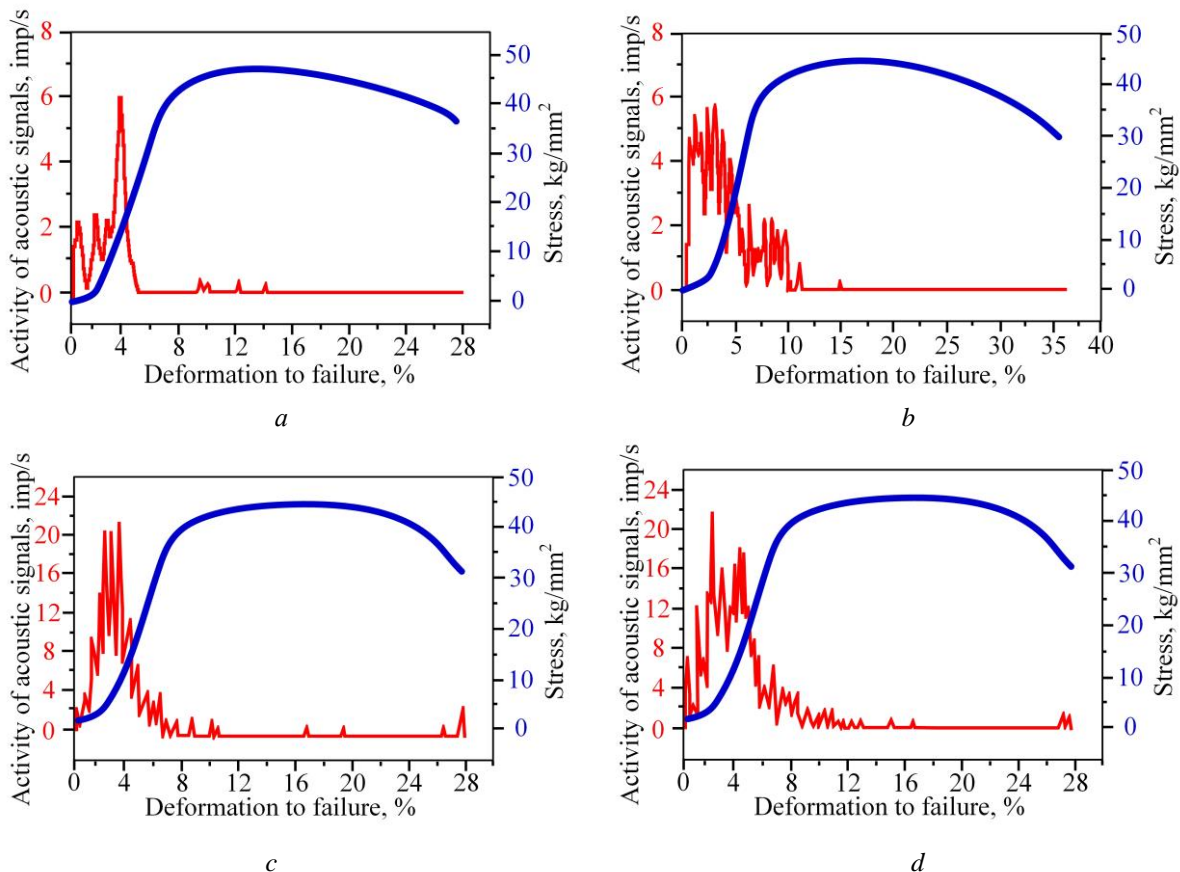 Activity of acoustic signals, imp/s
8
6
4
2
0
0 4 8 12 16 20 24 28
Deformation to failure, %
50
40
30
20
10
0
Stress, kg/mm²
a
Activity of acoustic signals, imp/s
8
6
4
2
0
0 5 10 15 20 25 30 35 40
Deformation to failure, %
50
40
30
20
10
0
Stress, kg/mm²
b
Activity of acoustic signals, imp/s
24
20
16
12
8
4
0
0 4 8 12 16 20 24 28
Deformation to failure, %
50
40
30
20
10
0
Stress, kg/mm²
c
Activity of acoustic signals, imp/s
24
20
16
12
8
4
0
0 4 8 12 16 20 24 28
Deformation to failure, %
50
40
30
20
10
0
Stress, kg/mm²
d